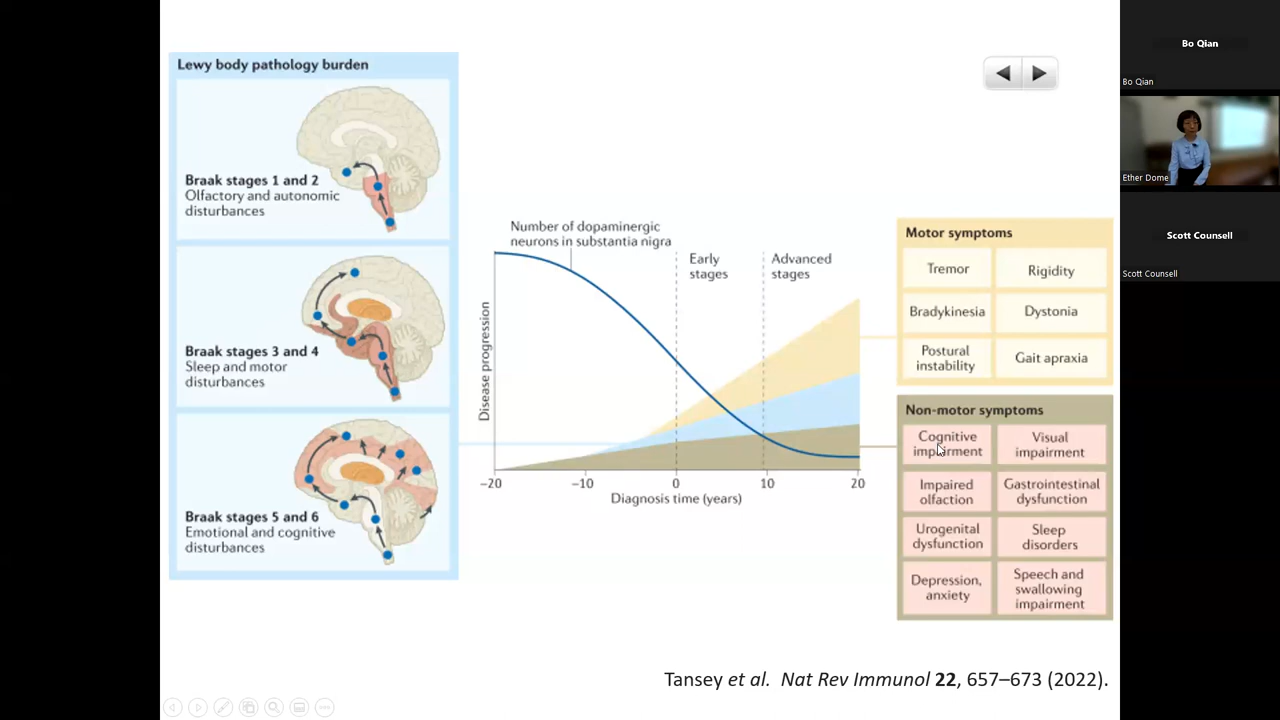 Lewy body pathology burden
Braak stages 1 and 2
Olfactory and autonomic
disturbances
Braak stages 3 and 4
Sleep and motor
disturbances
Braak stages 5 and 6
Emotional and cognitive
disturbances
Number of dopaminergic
neurons in substantia nigra
Early
stages
Advanced
stages
Disease progression
−20
−10
0
10
20
Diagnosis time (years)
Motor symptoms
Tremor
Rigidity
Bradykinesia
Dystonia
Postural
instability
Gait apraxia
Non-motor symptoms
Cognitive
impairment
Visual
impairment
Impaired
olfaction
Gastrointestinal
dysfunction
Urogenital
dysfunction
Sleep
disorders
Depression,
anxiety
Speech and
swallowing
impairment
Tansey et al. Nat Rev Immunol 22, 657–673 (2022).
Bo Qian
Bo Qian
Ether Dome
Scott Counsell
Scott Counsell